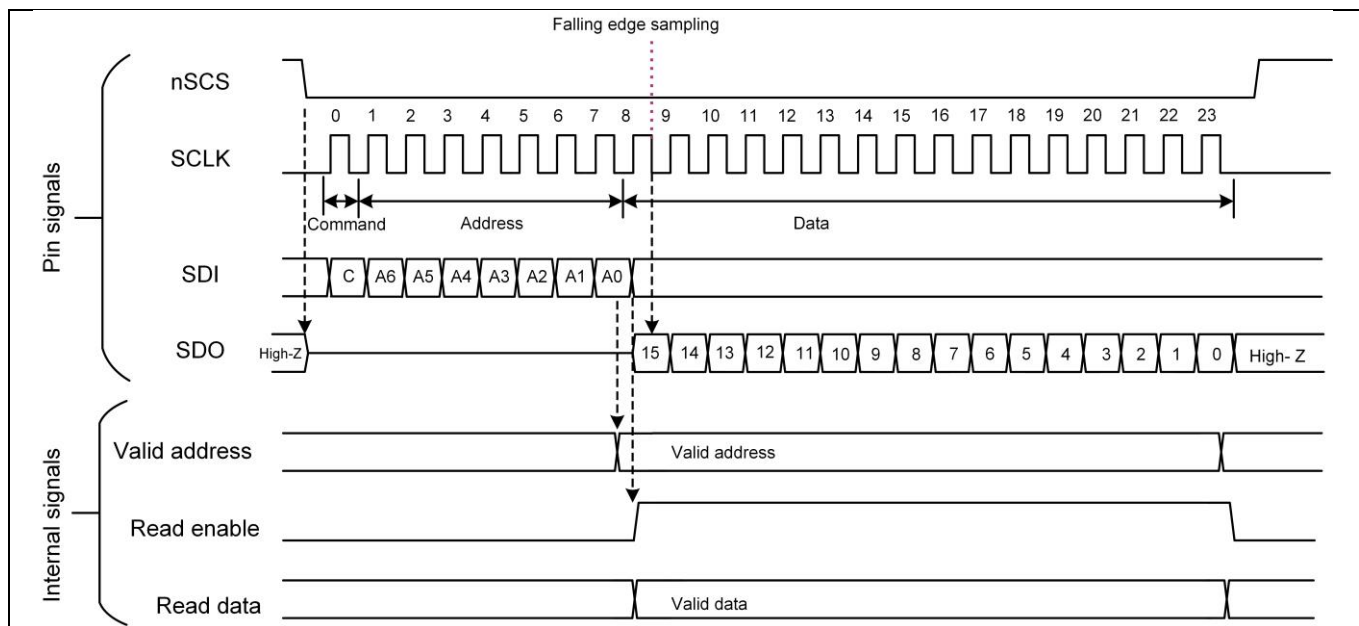 Falling edge sampling
Pin signals
nSCS
0 1 2 3 4 5 6 7 8 9 10 11 12 13 14 15 16 17 18 19 20 21 22 23
SCLK
Command Address Data
SDI C A6 A5 A4 A3 A2 A1 A0
SDO High-Z 15 14 13 12 11 10 9 8 7 6 5 4 3 2 1 0 High- Z
Internal signals
Valid address Valid address
Read enable
Read data Valid data